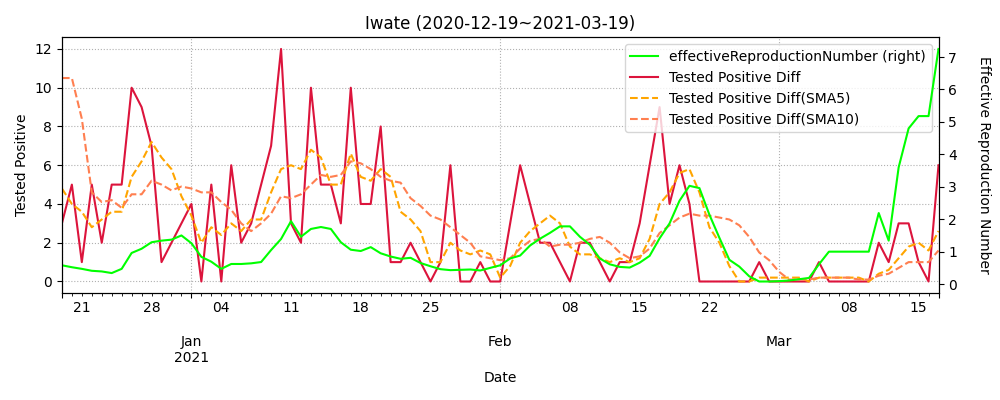 Iwate (2020-12-19~2021-03-19)
effectiveReproductionNumber (right)
Tested Positive Diff
Tested Positive Diff(SMA5)
Tested Positive Diff(SMA10)
Tested Positive
12
10
8
6
4
2
0
Effective Reproduction Number
7
6
5
4
3
2
1
0
21 28 04 11 18 25 08 15 22 08 15
Jan Feb Mar
2021
Date